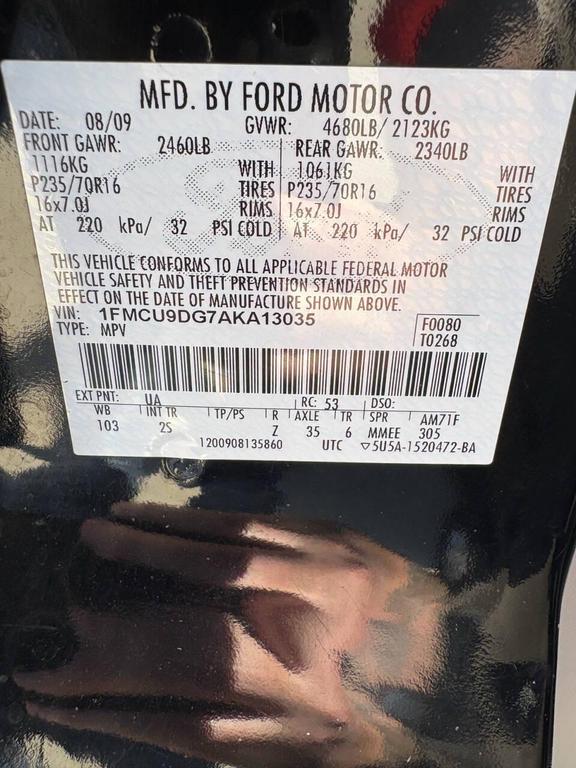 MFD. BY FORD MOTOR CO.
DATE: 08/09 GVWR: 4680LB/ 2123KG
FRONT GAWR: 2460LB REAR GAWR: 2340LB
1116KG WITH 1061KG WITH
P235/70R16 TIRES P235/70R16 TIRES
16x7.0J RIMS 16x7.0J RIMS
AT 220 kPa/ 32 PSI COLD AT 220 kPa/ 32 PSI COLD
THIS VEHICLE CONFORMS TO ALL APPLICABLE FEDERAL MOTOR
VEHICLE SAFETY AND THEFT PREVENTION STANDARDS IN
EFFECT ON THE DATE OF MANUFACTURE SHOWN ABOVE.
VIN: 1FMCU9DG7AKA13035 F0080
TYPE: MPV T0268
EXT PNT: UA RC: 53 DSO:
WB INT TR TP/PS R AXLE TR SPR AM71F
103 2S Z 35 6 MMEE 305
1200908135860 UTC ▽5U5A-1520472-BA